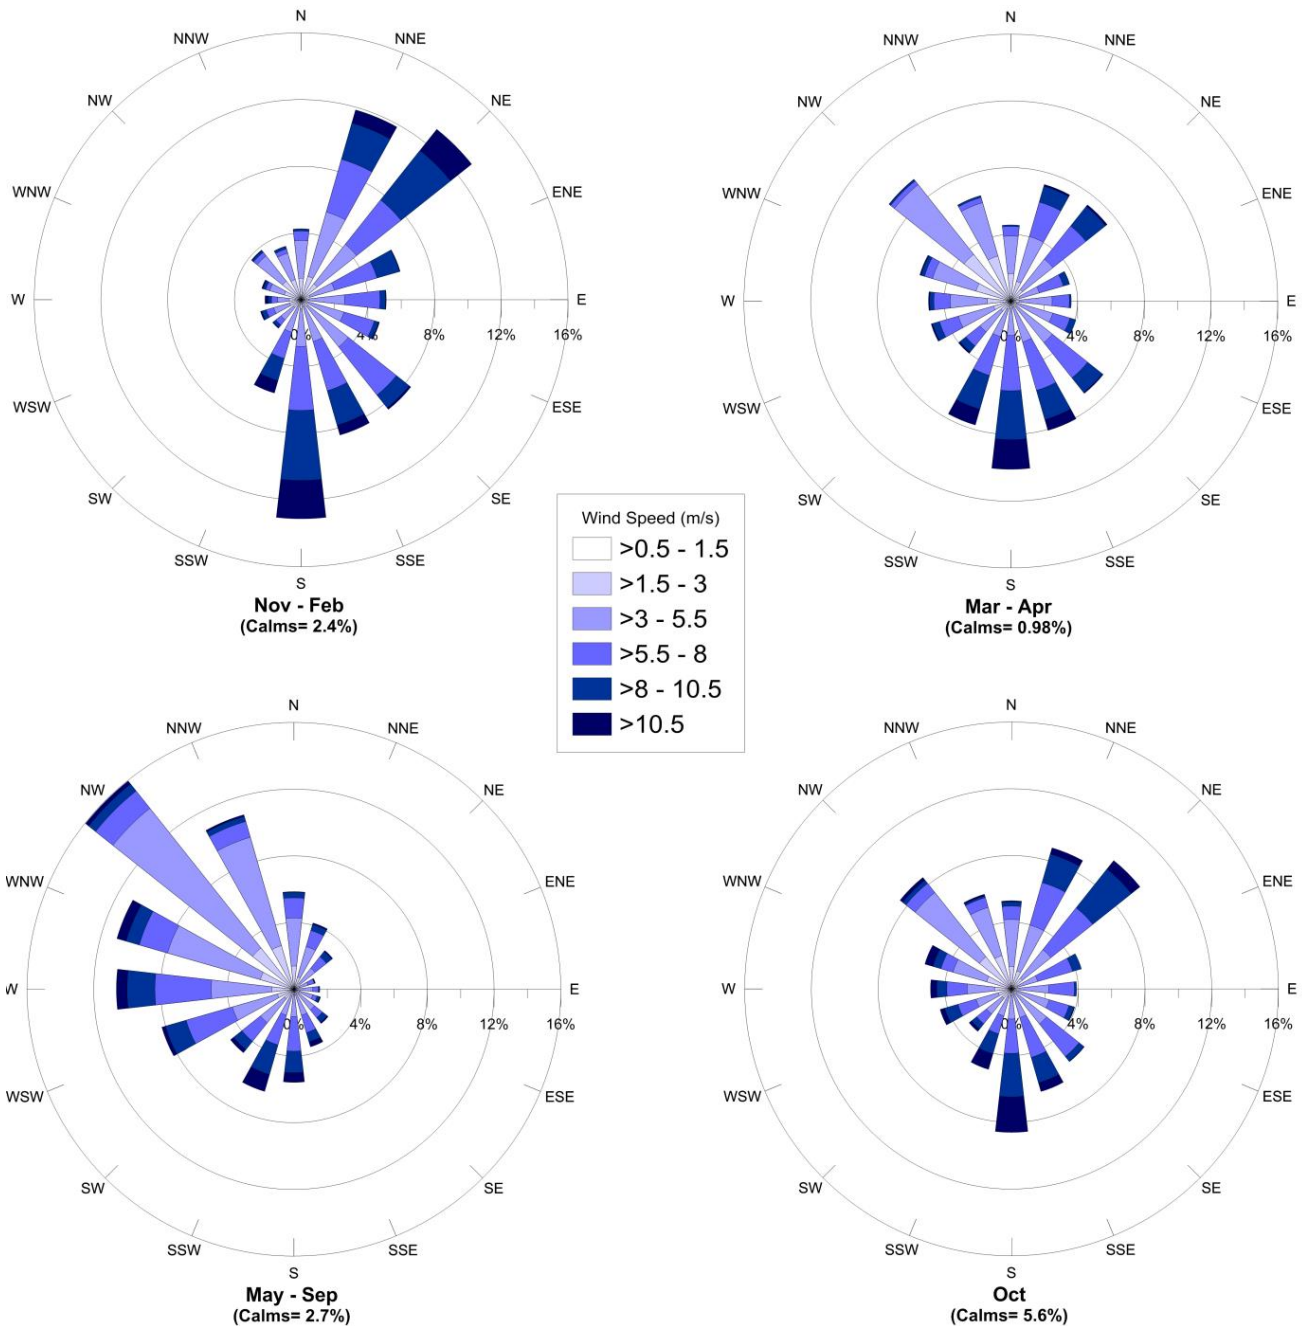 N
NNW
NNE
NW
NE
WNW
ENE
W
E
0%
4%
8%
12%
16%
WSW
ESE
SW
SE
SSW
SSE
S
Nov - Feb
(Calms= 2.4%)
N
NNW
NNE
NW
NE
WNW
ENE
W
E
0%
4%
8%
12%
16%
WSW
ESE
SW
SE
SSW
SSE
S
Mar - Apr
(Calms= 0.98%)
Wind Speed (m/s)
>0.5 - 1.5
>1.5 - 3
>3 - 5.5
>5.5 - 8
>8 - 10.5
>10.5
N
NNW
NNE
NW
NE
WNW
ENE
W
E
0%
4%
8%
12%
16%
WSW
ESE
SW
SE
SSW
SSE
S
May - Sep
(Calms= 2.7%)
N
NNW
NNE
NW
NE
WNW
ENE
W
E
0%
4%
8%
12%
16%
WSW
ESE
SW
SE
SSW
SSE
S
Oct
(Calms= 5.6%)